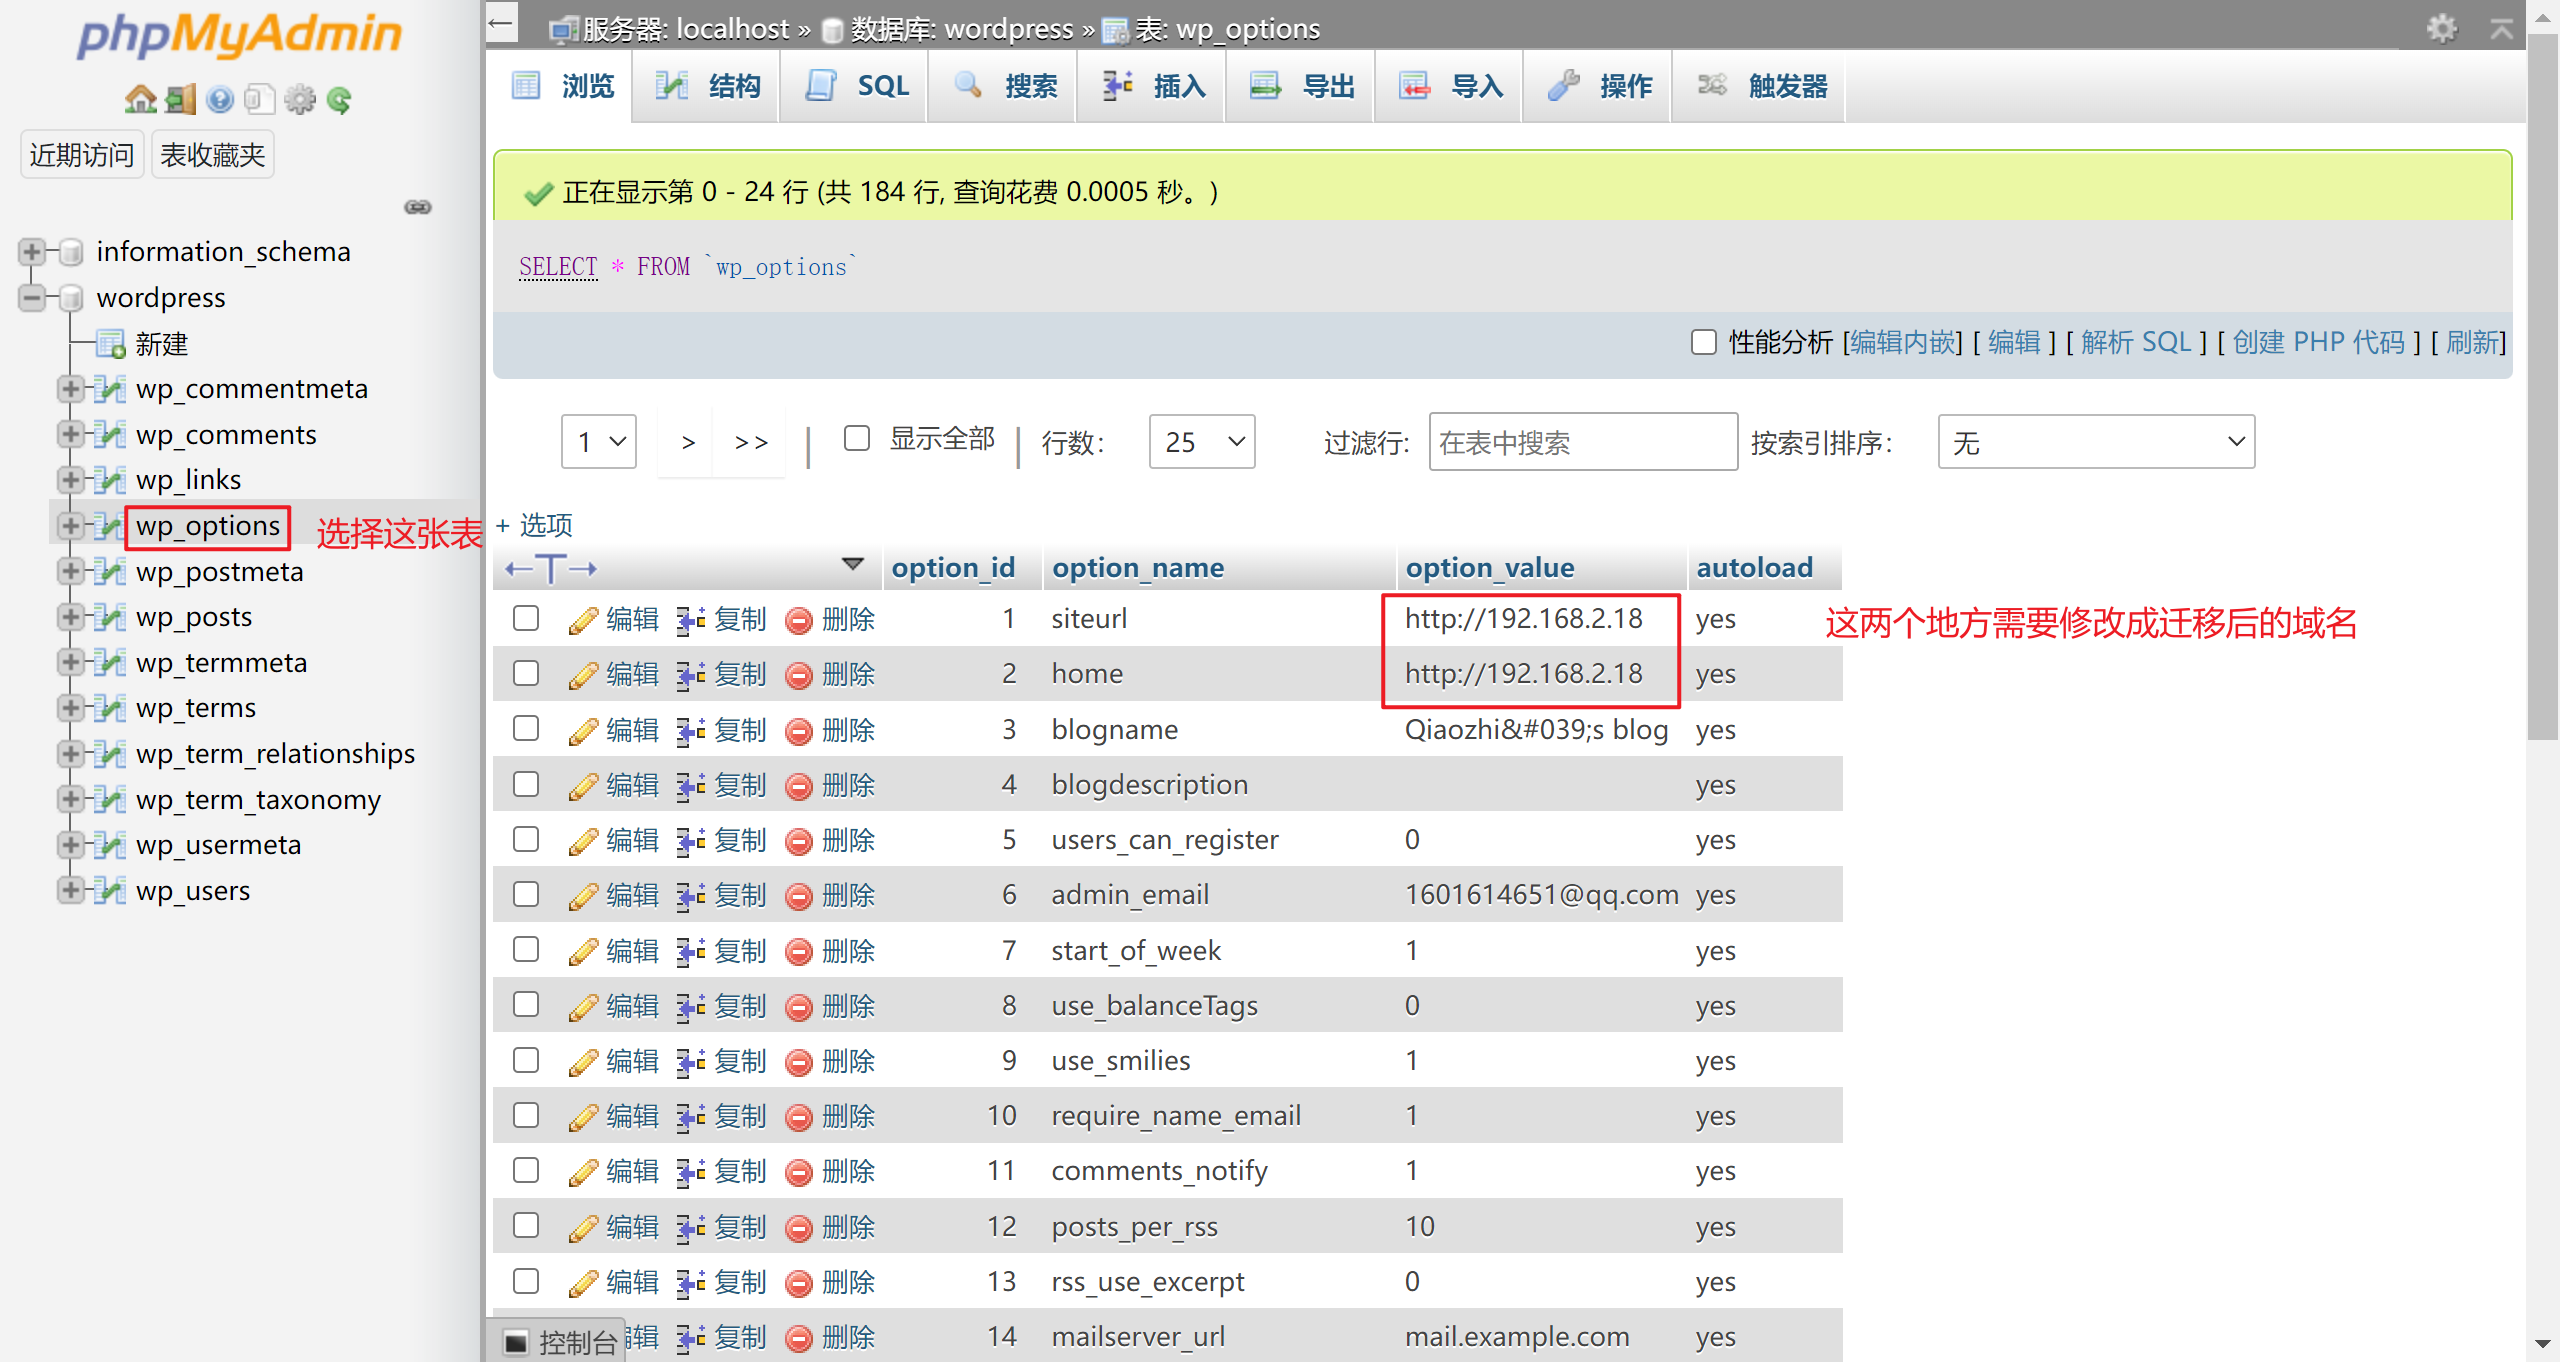 phpMyAdmin
近期访问 表收藏夹
information_schema
wordpress
新建
wp_commentmeta
wp_comments
wp_links
wp_options 选择这张表
wp_postmeta
wp_posts
wp_termmeta
wp_terms
wp_term_relationships
wp_term_taxonomy
wp_usermeta
wp_users
服务器: localhost » 数据库: wordpress » 表: wp_options
浏览 结构 SQL 搜索 插入 导出 导入 操作 触发器
正在显示第 0 - 24 行 (共 184 行, 查询花费 0.0005 秒。)
SELECT * FROM `wp_options`
性能分析 [编辑内嵌] [ 编辑 ] [ 解析 SQL ] [ 创建 PHP 代码 ] [ 刷新]
1 > >> | 显示全部 | 行数: 25 过滤行: 在表中搜索 按索引排序: 无
+ 选项
←T→ option_id option_name option_value autoload
编辑 复制 删除 1 siteurl http://192.168.2.18 yes 这两个地方需要修改成迁移后的域名
编辑 复制 删除 2 home http://192.168.2.18 yes
编辑 复制 删除 3 blogname Qiaozhi&#039;s blog yes
编辑 复制 删除 4 blogdescription yes
编辑 复制 删除 5 users_can_register 0 yes
编辑 复制 删除 6 admin_email 1601614651@qq.com yes
编辑 复制 删除 7 start_of_week 1 yes
编辑 复制 删除 8 use_balanceTags 0 yes
编辑 复制 删除 9 use_smilies 1 yes
编辑 复制 删除 10 require_name_email 1 yes
编辑 复制 删除 11 comments_notify 1 yes
编辑 复制 删除 12 posts_per_rss 10 yes
编辑 复制 删除 13 rss_use_excerpt 0 yes
控制台 辑 复制 删除 14 mailserver_url mail.example.com yes